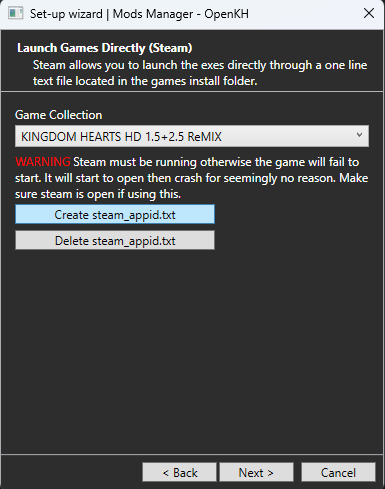 Set-up wizard | Mods Manager - OpenKH
Launch Games Directly (Steam)
Steam allows you to launch the exes directly through a one line
text file located in the games install folder.
Game Collection
KINGDOM HEARTS HD 1.5+2.5 ReMIX
WARNING Steam must be running otherwise the game will fail to
start. It will start to open then crash for seemingly no reason. Make
sure steam is open if using this.
Create steam_appid.txt
Delete steam_appid.txt
< Back
Next >
Cancel